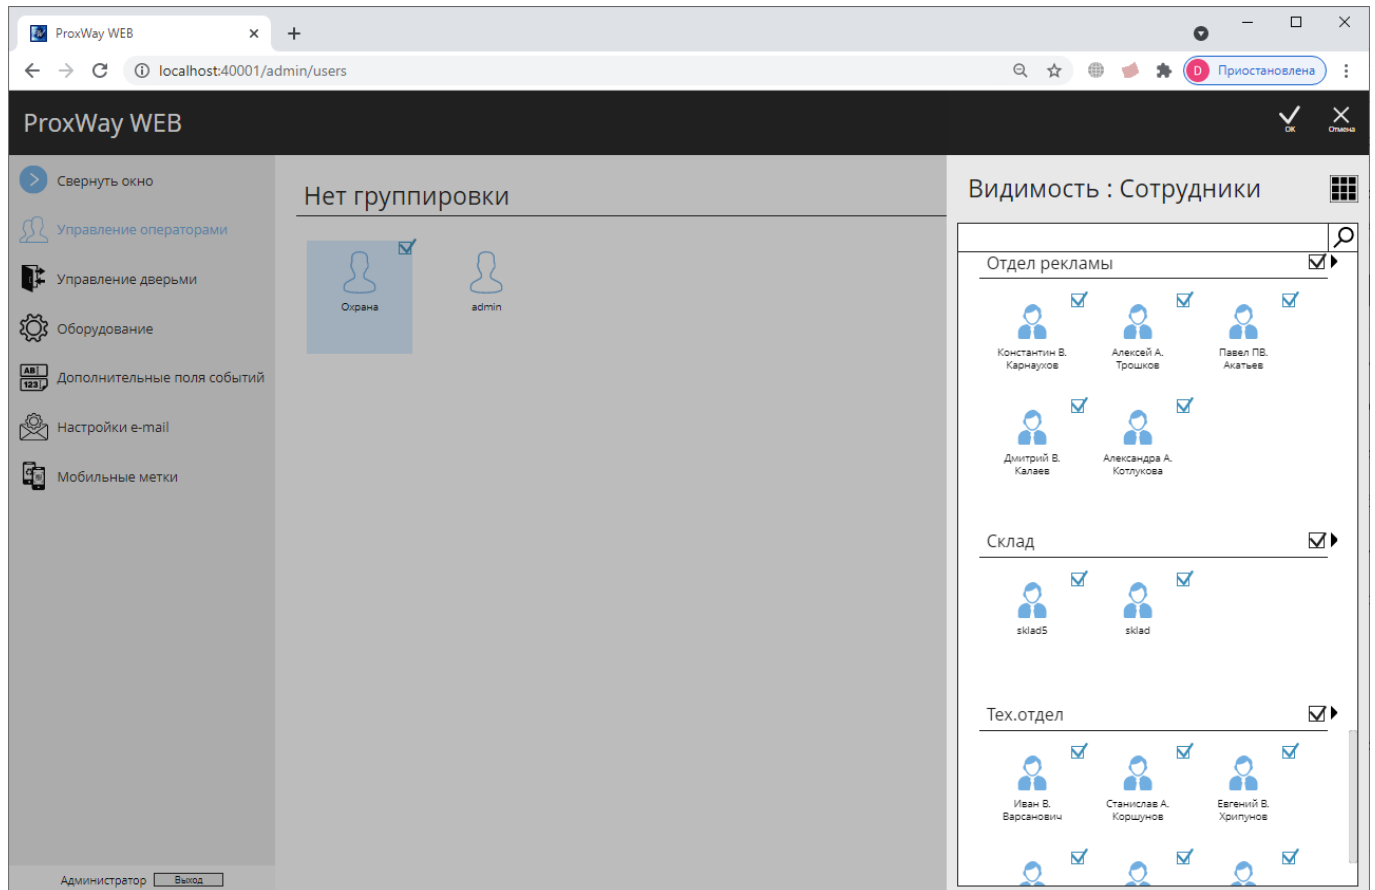 ProxWay WEB
localhost:40001/admin/users
Приостановлена
ProxWay WEB
ОК
Отмена
Свернуть окно
Управление операторами
Управление дверьми
Оборудование
Дополнительные поля событий
Настройки e-mail
Мобильные метки
Администратор
Выход
Нет группировки
Охрана
admin
Видимость : Сотрудники
Отдел рекламы
Константин В.
Карнаухов
Алексей А.
Трошков
Павел ПВ.
Акатьев
Дмитрий В.
Калаев
Александра А.
Котлукова
Склад
sklad5
sklad
Тех.отдел
Иван В.
Варсанович
Станислав А.
Коршунов
Евгений В.
Хрипунов